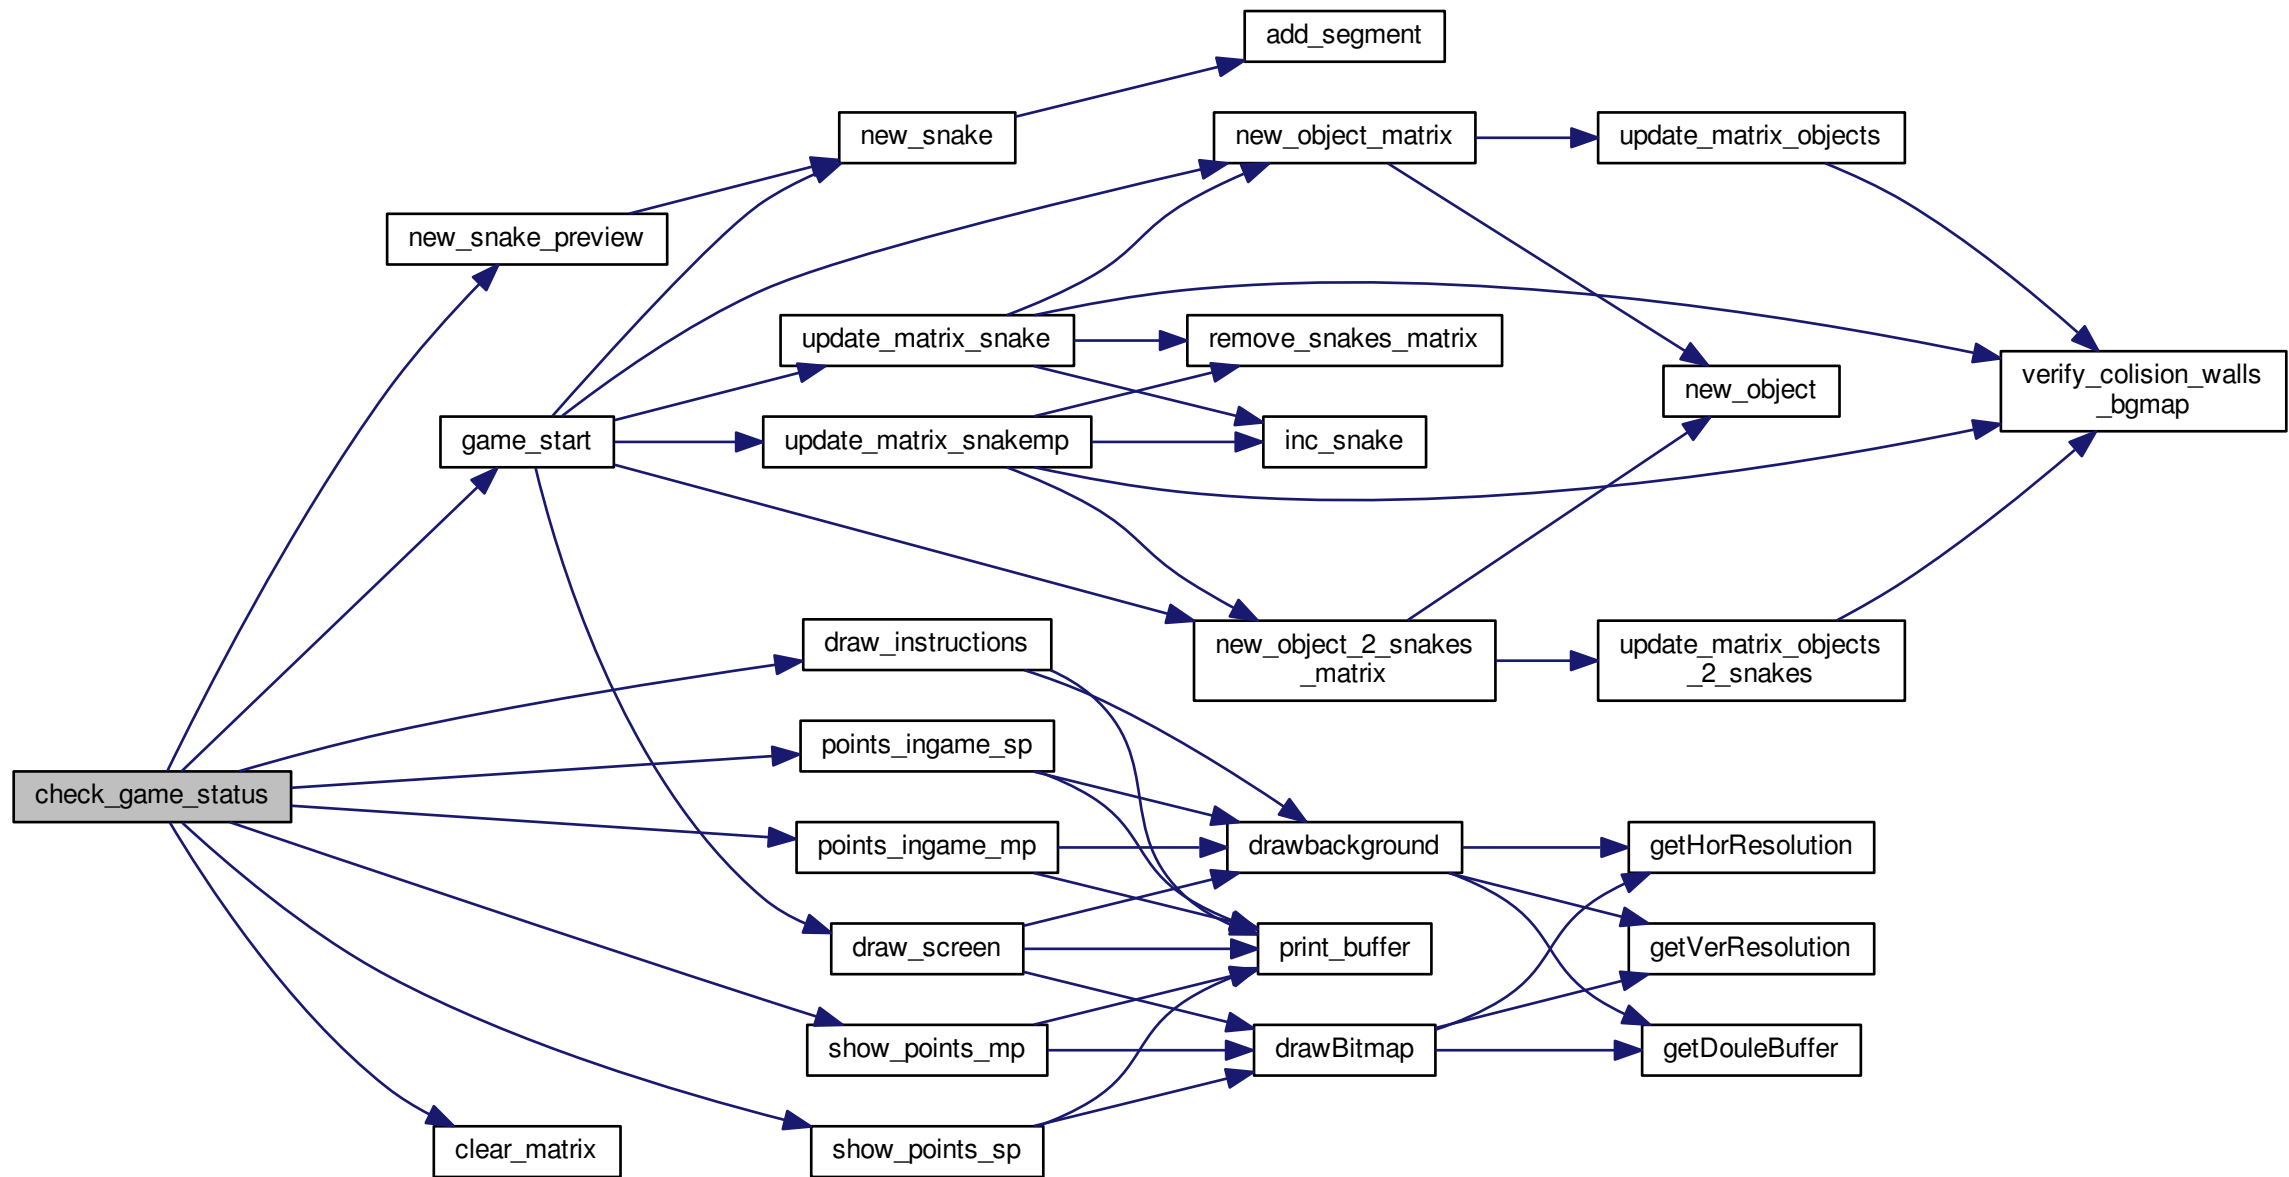 add_segment
new_snake
new_object_matrix
update_matrix_objects
new_snake_preview
update_matrix_snake
remove_snakes_matrix
new_object
verify_colision_walls
_bgmap
game_start
update_matrix_snakemp
inc_snake
draw_instructions
new_object_2_snakes
_matrix
update_matrix_objects
_2_snakes
points_ingame_sp
check_game_status
points_ingame_mp
drawbackground
getHorResolution
draw_screen
print_buffer
getVerResolution
show_points_mp
drawBitmap
getDouleBuffer
clear_matrix
show_points_sp